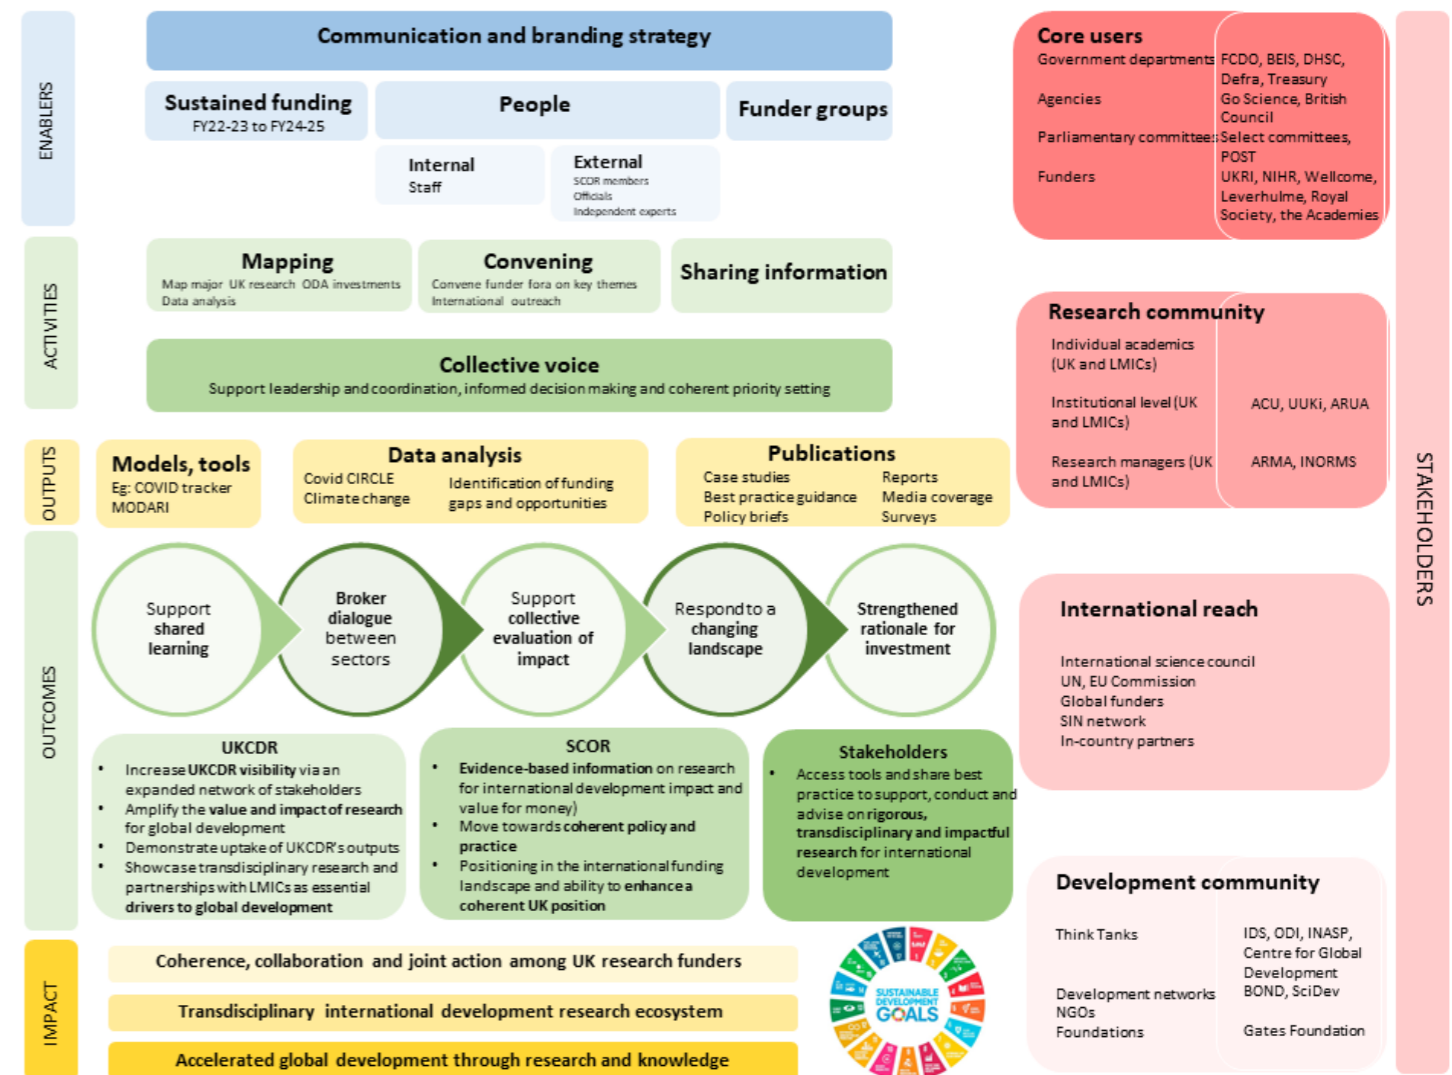 ENABLERS
Communication and branding strategy
Sustained funding
FY22-23 to FY24-25
People
Funder groups
Internal
Staff
External
SCOR members
Officials
Independent experts
ACTIVITIES
Mapping
Map major UK research ODA investments
Data analysis
Convening
Convene funder fora on key themes
International outreach
Sharing information
Collective voice
Support leadership and coordination, informed decision making and coherent priority setting
OUTPUTS
Models, tools
Eg: COVID tracker
MODARI
Data analysis
Covid CIRCLE
Climate change
Identification of funding
gaps and opportunities
Publications
Case studies
Best practice guidance
Policy briefs
Reports
Media coverage
Surveys
OUTCOMES
Support
shared
learning
Broker
dialogue
between
sectors
Support
collective
evaluation of
impact
Respond to a
changing
landscape
Strengthened
rationale for
investment
UKCDR
• Increase UKCDR visibility via an
expanded network of stakeholders
• Amplify the value and impact of research
for global development
• Demonstrate uptake of UKCDR's outputs
• Showcase transdisciplinary research and
partnerships with LMICs as essential
drivers to global development
SCOR
• Evidence-based information on research
for international development impact and
value for money)
• Move towards coherent policy and
practice
• Positioning in the international funding
landscape and ability to enhance a
coherent UK position
Stakeholders
• Access tools and share best
practice to support, conduct and
advise on rigorous,
transdisciplinary and impactful
research for international
development
IMPACT
Coherence, collaboration and joint action among UK research funders
Transdisciplinary international development research ecosystem
Accelerated global development through research and knowledge
SUSTAINABLE
DEVELOPMENT
GOALS
Core users
Government departments FCDO, BEIS, DHSC,
Defra, Treasury
Agencies Go Science, British
Council
Parliamentary committees Select committees,
POST
Funders UKRI, NIHR, Wellcome,
Leverhulme, Royal
Society, the Academies
Research community
Individual academics
(UK and LMICs)
Institutional level (UK ACU, UUKi, ARUA
and LMICs)
Research managers (UK ARMA, INORMS
and LMICs)
International reach
International science council
UN, EU Commission
Global funders
SIN network
In-country partners
Development community
Think Tanks IDS, ODI, INASP,
Centre for Global
Development
Development networks BOND, SciDev
NGOs
Foundations Gates Foundation
STAKEHOLDERS